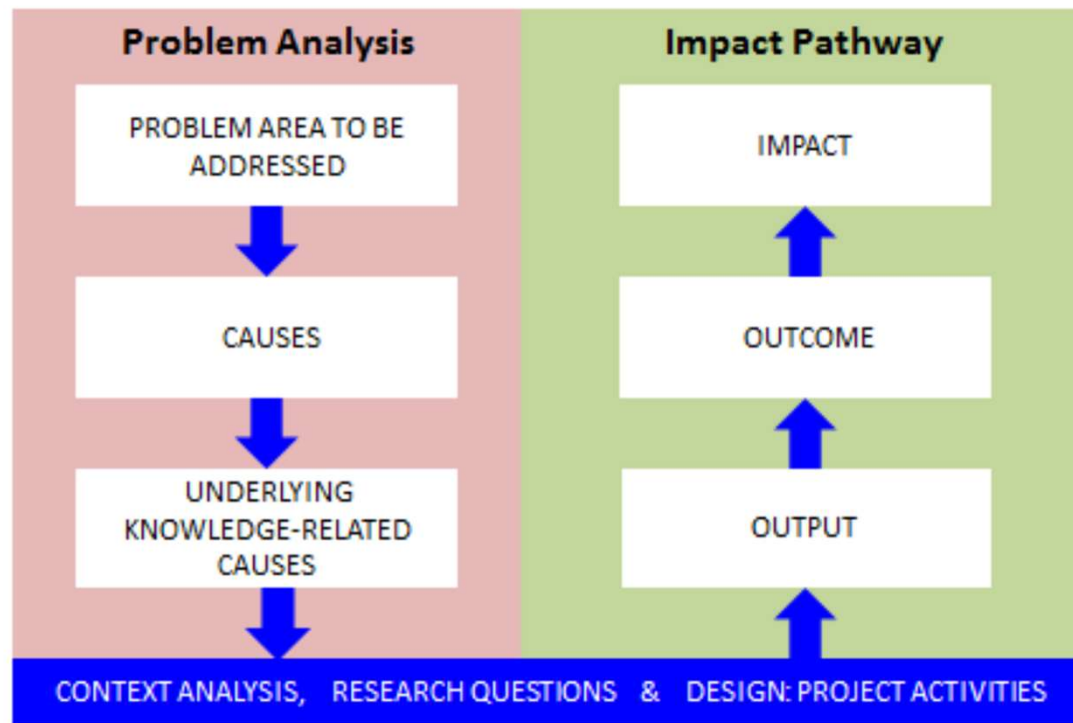 Problem Analysis
PROBLEM AREA TO BE
ADDRESSED
CAUSES
UNDERLYING
KNOWLEDGE-RELATED
CAUSES
Impact Pathway
IMPACT
OUTCOME
OUTPUT
CONTEXT ANALYSIS, RESEARCH QUESTIONS & DESIGN: PROJECT ACTIVITIES